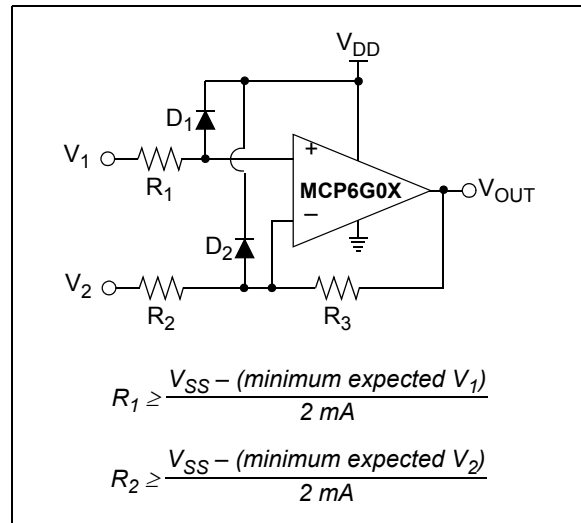 VDD
D1
V1
R1
+
MCP6G0X
VOUT
–
D2
V2
R2
R3
R1 ≥ VSS – (minimum expected V1)
2 mA
R2 ≥ VSS – (minimum expected V2)
2 mA